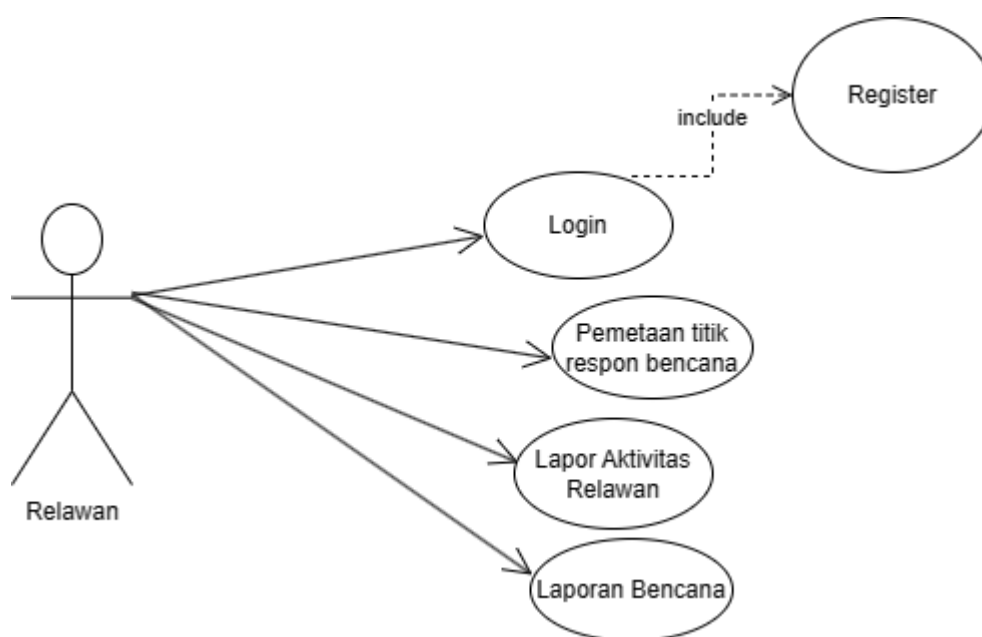 Register
include
Login
Pemetaan titik
respon bencana
Lapor Aktivitas
Relawan
Relawan
Laporan Bencana